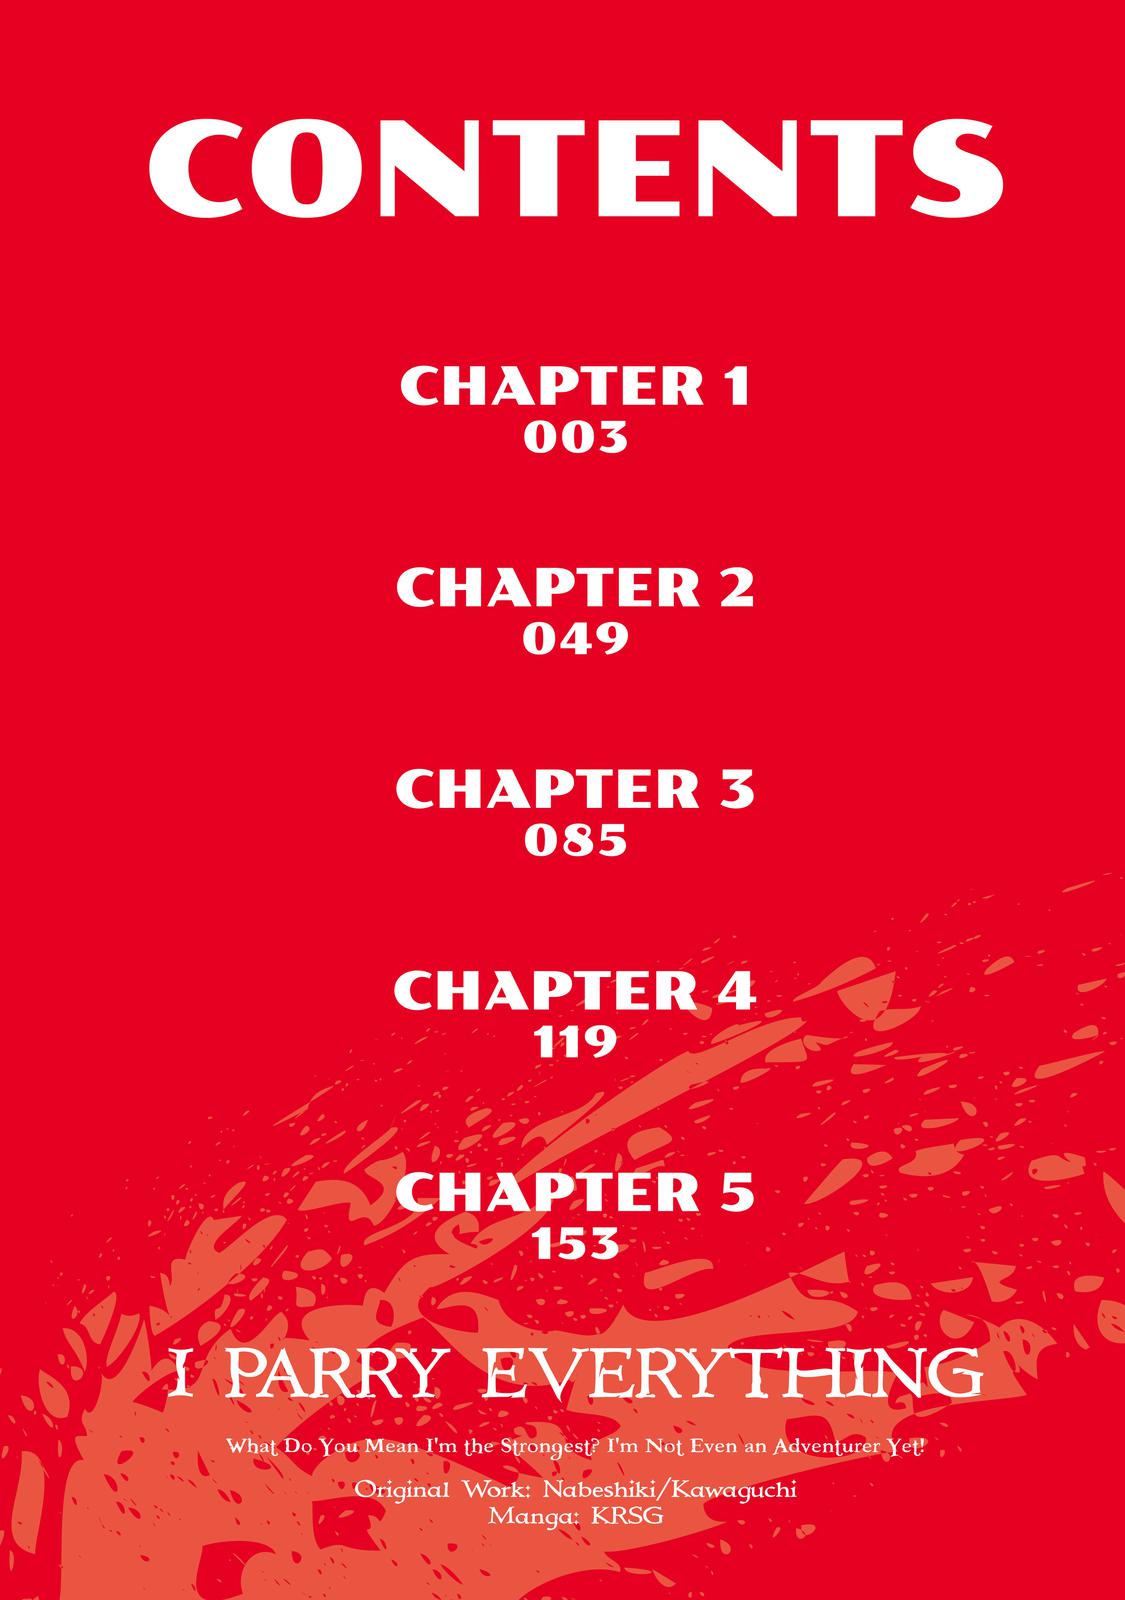 CONTENTS
CHAPTER 1
003
CHAPTER 2
049
CHAPTER 3
085
CHAPTER 4
119
CHAPTER 5
153
I PARRY EVERYTHING
What Do You Mean I'm the Strongest? I'm Not Even an Adventurer Yet!
Original Work: Nabeshiki/Kawaguchi
Manga: KRSG